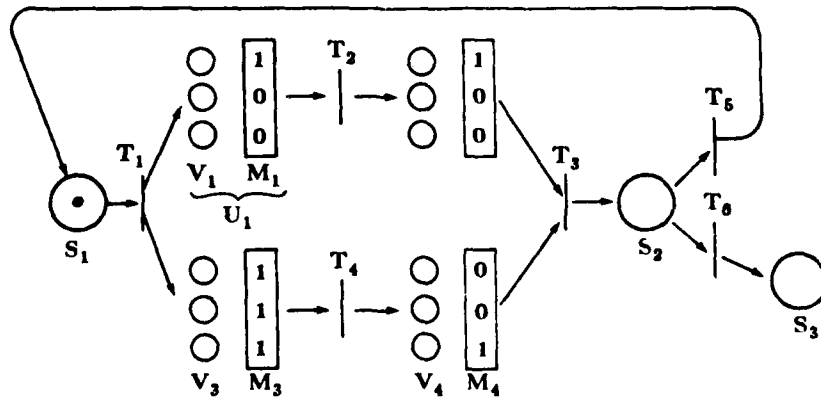 T₂
T₅
1 1
0 0
0 0
T₁
V₁ M₁
U₁
T₃
S₁
S₂
T₆
T₄
1 0
1 0
1 1
S₃
V₃ M₃ V₄ M₄